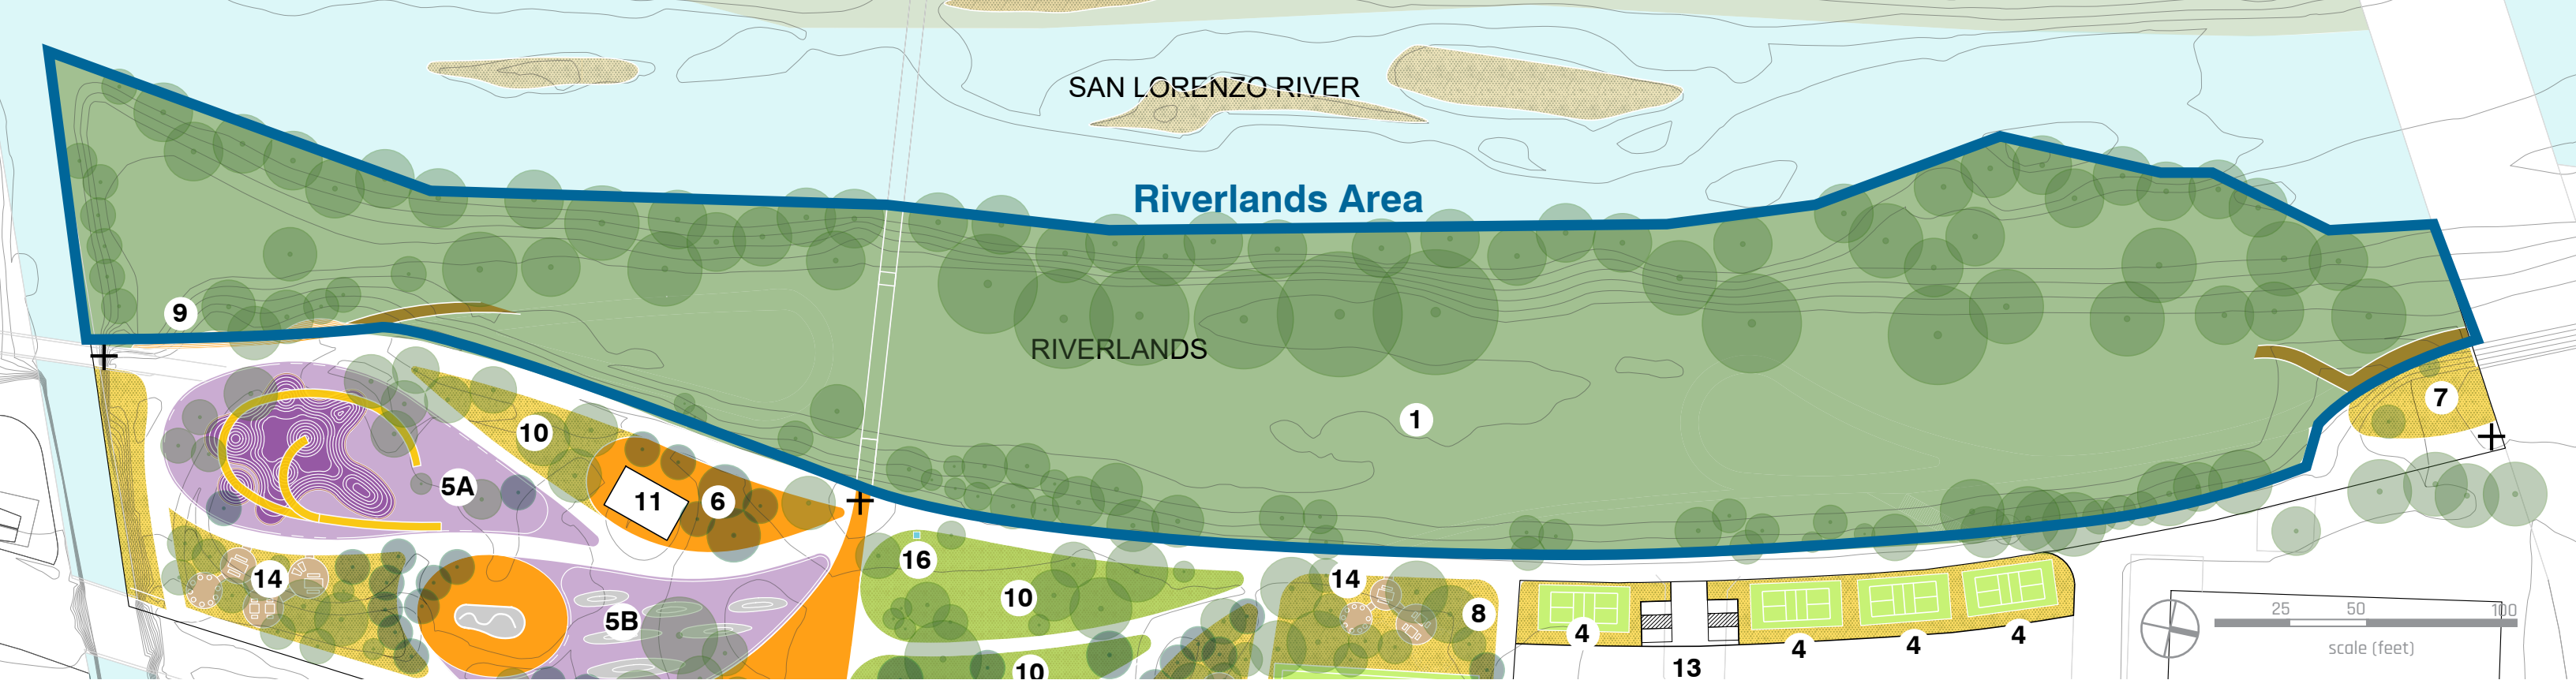 SAN LORENZO RIVER
Riverlands Area
9
RIVERLANDS
1
7
10
5A
11
6
16
14
10
14
8
5B
4
4
4
4
13
10
25 50 100
scale (feet)